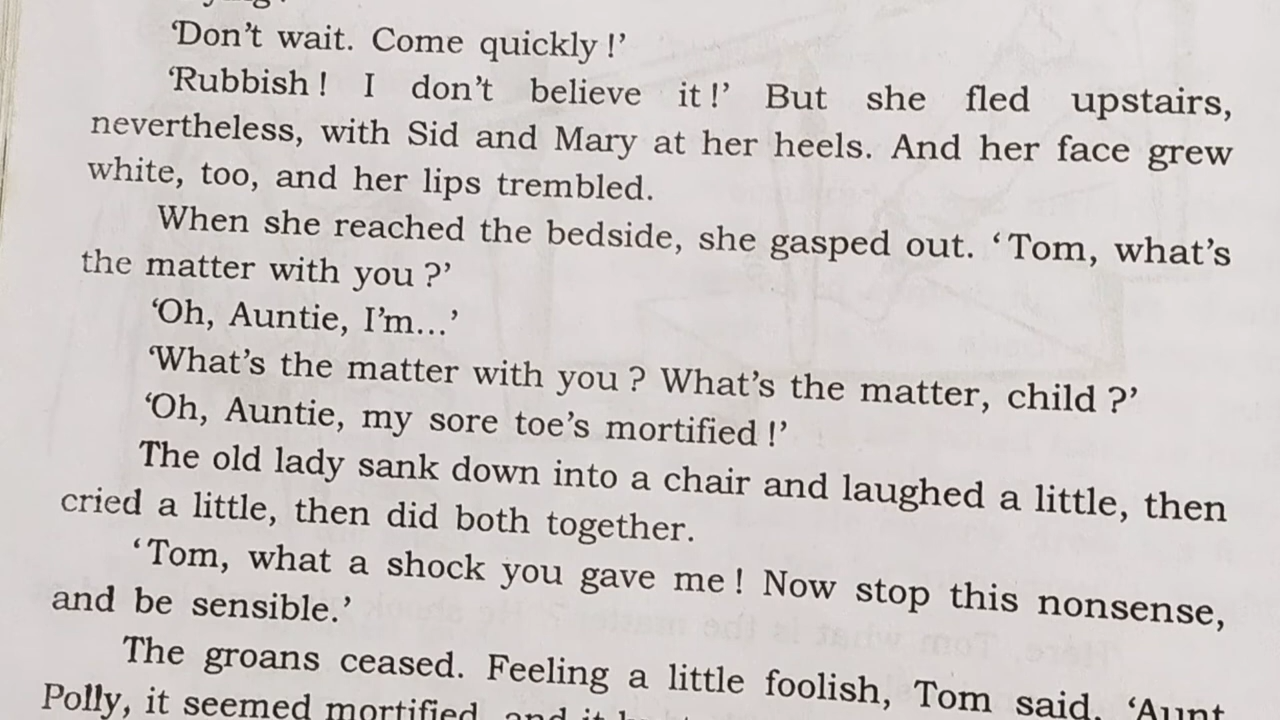 ‘Don’t wait. Come quickly !’
‘Rubbish ! I don’t believe it !’ But she fled upstairs,
nevertheless, with Sid and Mary at her heels. And her face grew
white, too, and her lips trembled.
When she reached the bedside, she gasped out. ‘Tom, what’s
the matter with you ?’
‘Oh, Auntie, I’m...’
‘What’s the matter with you ? What’s the matter, child ?’
‘Oh, Auntie, my sore toe’s mortified !’
The old lady sank down into a chair and laughed a little, then
cried a little, then did both together.
‘Tom, what a shock you gave me ! Now stop this nonsense,
and be sensible.’
The groans ceased. Feeling a little foolish, Tom said, ‘Aunt
Polly, it seemed mortified, and it